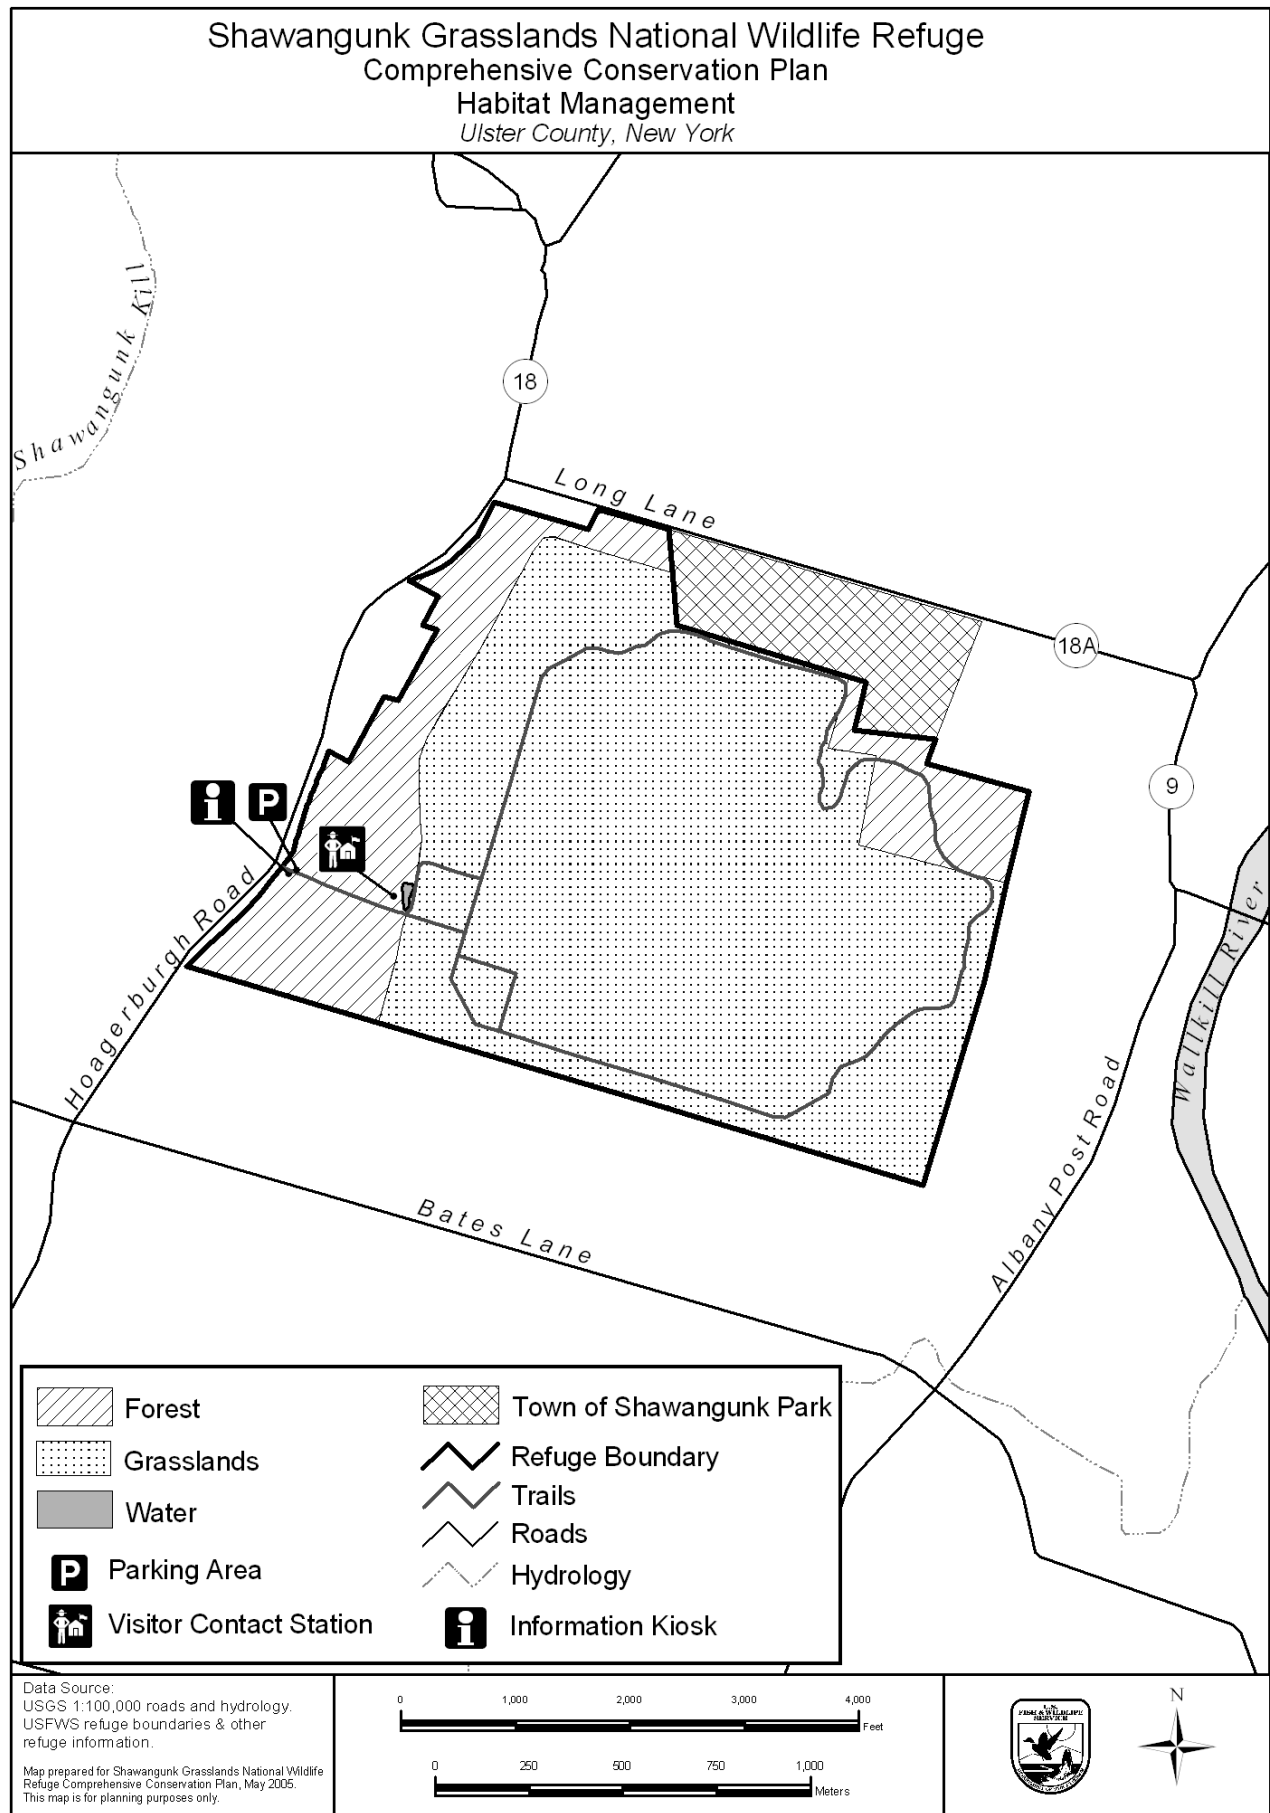 Shawangunk Grasslands National Wildlife Refuge
Comprehensive Conservation Plan
Habitat Management
Ulster County, New York
Shawangunk Kill
18
Long Lane
18A
9
Hoagerburgh Road
Wallkill River
Albany Post Road
Bates Lane
P
Forest
Grasslands
Water
P
Parking Area
Visitor Contact Station
Town of Shawangunk Park
Refuge Boundary
Trails
Roads
Hydrology
Information Kiosk
Data Source:
USGS 1:100,000 roads and hydrology.
USFWS refuge boundaries & other
refuge information.
Map prepared for Shawangunk Grasslands National Wildlife
Refuge Comprehensive Conservation Plan, May 2005.
This map is for planning purposes only.
0 1,000 2,000 3,000 4,000
Feet
0 250 500 750 1,000
Meters
U.S.
FISH & WILDLIFE
SERVICE
N